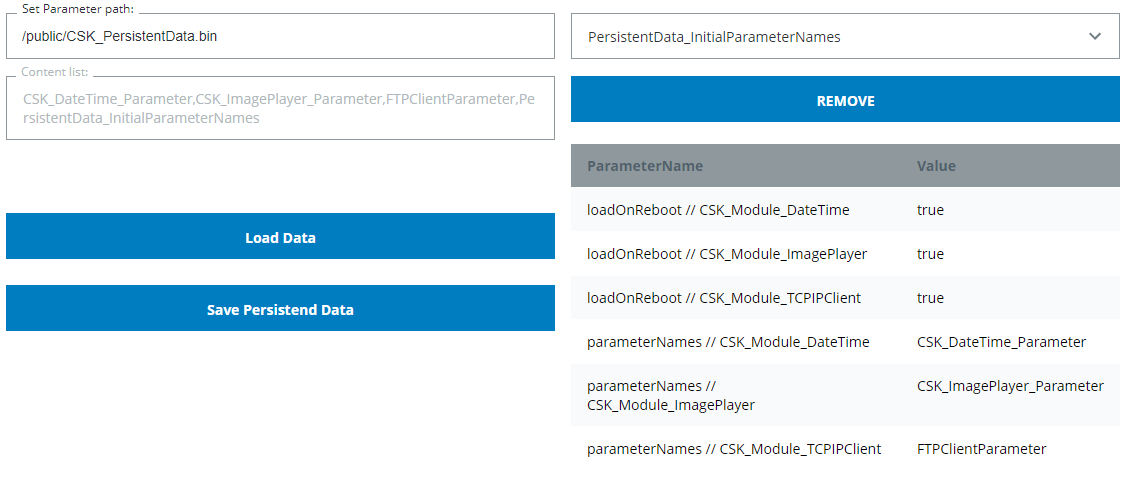 Set Parameter path:
/public/CSK_PersistentData.bin
Content list:
CSK_DateTime_Parameter,CSK_ImagePlayer_Parameter,FTPClientParameter,Pe
rsistentData_InitialParameterNames
Load Data
Save Persistend Data
PersistentData_InitialParameterNames
REMOVE
ParameterName Value
loadOnReboot // CSK_Module_DateTime true
loadOnReboot // CSK_Module_ImagePlayer true
loadOnReboot // CSK_Module_TCPIPClient true
parameterNames // CSK_Module_DateTime CSK_DateTime_Parameter
parameterNames // CSK_ImagePlayer_Parameter
CSK_Module_ImagePlayer
parameterNames // CSK_Module_TCPIPClient FTPClientParameter